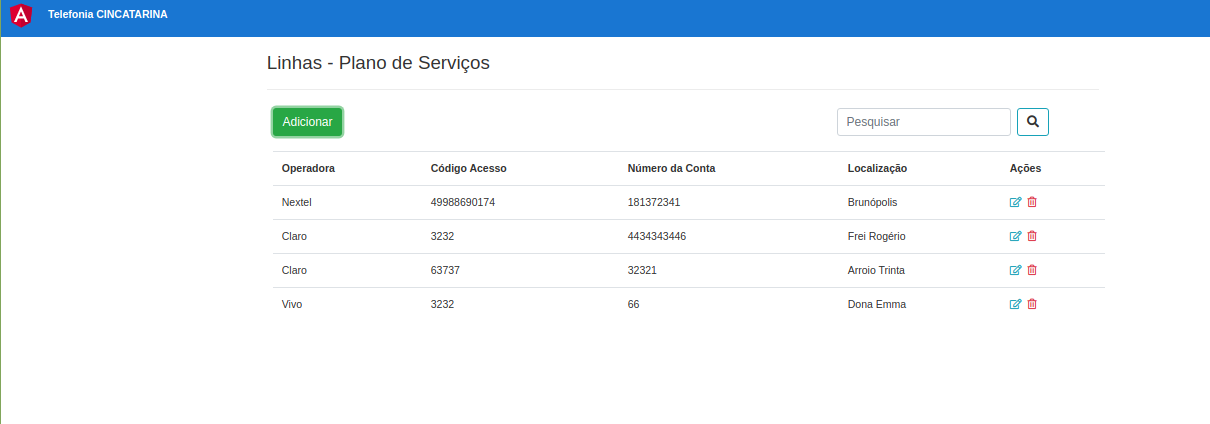 Telefonia CINCATARINA
Linhas - Plano de Serviços
Adicionar
Pesquisar
Operadora Código Acesso Número da Conta Localização Ações
Nextel 49988690174 181372341 Brunópolis
Claro 3232 4434343446 Frei Rogério
Claro 63737 32321 Arroio Trinta
Vivo 3232 66 Dona Emma